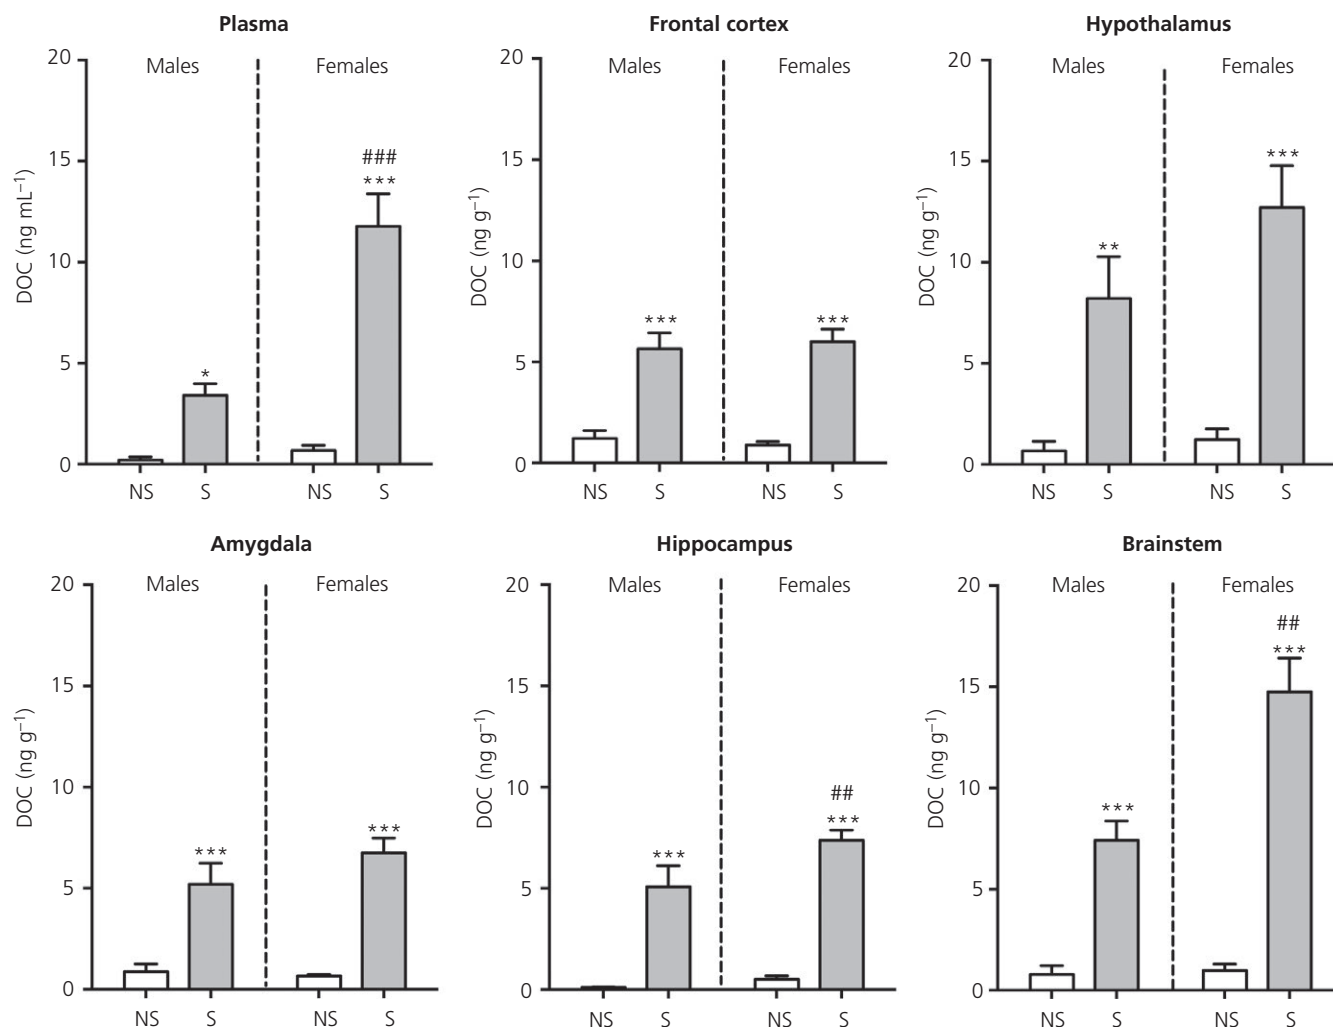 Plasma
Frontal cortex
Hypothalamus
20
Males
Females
20
Males
Females
20
Males
Females
15
###
***
15
15
***
DOC (ng mL⁻¹)
DOC (ng g⁻¹)
DOC (ng g⁻¹)
10
10
10
**
5
*
5
***
***
5
0
0
0
NS
S
NS
S
NS
S
NS
S
NS
S
NS
S
Amygdala
Hippocampus
Brainstem
20
Males
Females
20
Males
Females
20
Males
Females
##
***
15
15
15
DOC (ng g⁻¹)
DOC (ng g⁻¹)
DOC (ng g⁻¹)
10
10
##
***
10
***
5
***
***
5
***
5
0
0
0
NS
S
NS
S
NS
S
NS
S
NS
S
NS
S